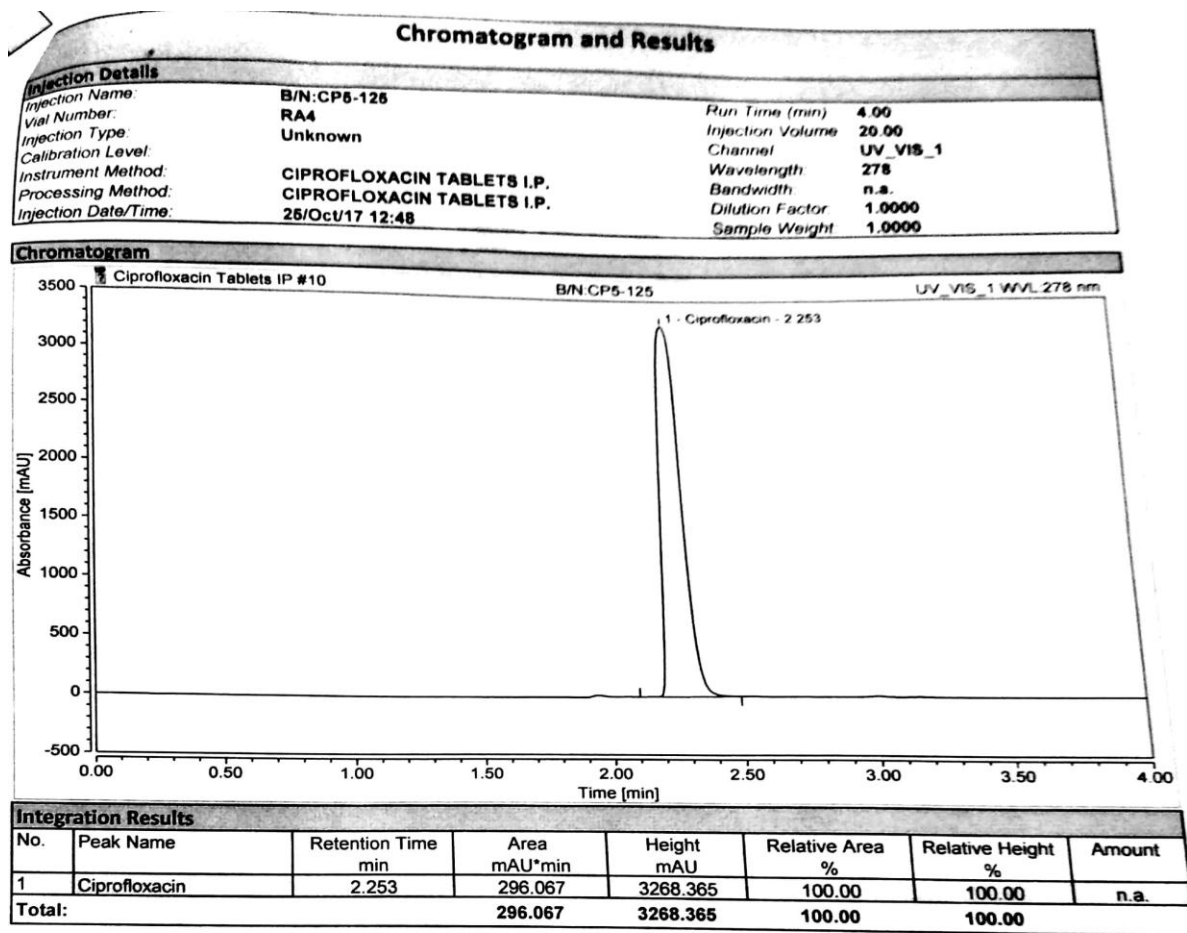 Chromatogram and Results
Injection Details
Injection Name: B/N:CP5-125 Run Time (min) 4.00
Vial Number: RA4 Injection Volume 20.00
Injection Type: Unknown Channel UV_VIS_1
Calibration Level: Wavelength: 278
Instrument Method: CIPROFLOXACIN TABLETS I.P. Bandwidth: n.a.
Processing Method: CIPROFLOXACIN TABLETS I.P. Dilution Factor: 1.0000
Injection Date/Time: 25/Oct/17 12:48 Sample Weight 1.0000
Chromatogram
Ciprofloxacin Tablets IP #10 B/N:CP5-125 UV_VIS_1 WVL:278 nm
1 - Ciprofloxacin - 2.253
3500
3000
2500
2000
1500
1000
500
0
-500
Absorbance [mAU]
0.00 0.50 1.00 1.50 2.00 2.50 3.00 3.50 4.00
Time [min]
Integration Results
No. Peak Name Retention Time Area Height Relative Area Relative Height Amount
min mAU*min mAU % %
1 Ciprofloxacin 2.253 296.067 3268.365 100.00 100.00 n.a.
Total: 296.067 3268.365 100.00 100.00